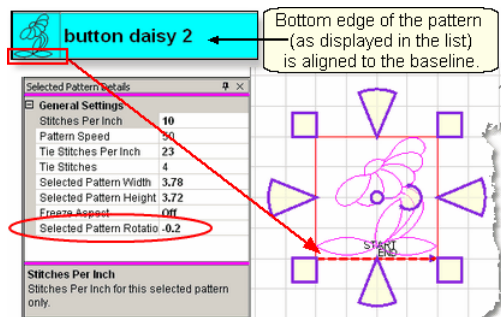 button daisy 2
Bottom edge of the pattern
(as displayed in the list)
is aligned to the baseline.
Selected Pattern Details
General Settings
Stitches Per Inch 10
Pattern Speed 50
Tie Stitches Per Inch 23
Tie Stitches 4
Selected Pattern Width 3.78
Selected Pattern Height 3.72
Freeze Aspect Off
Selected Pattern Rotatio -0.2
START
END
Stitches Per Inch
Stitches Per Inch for this selected pattern
only.